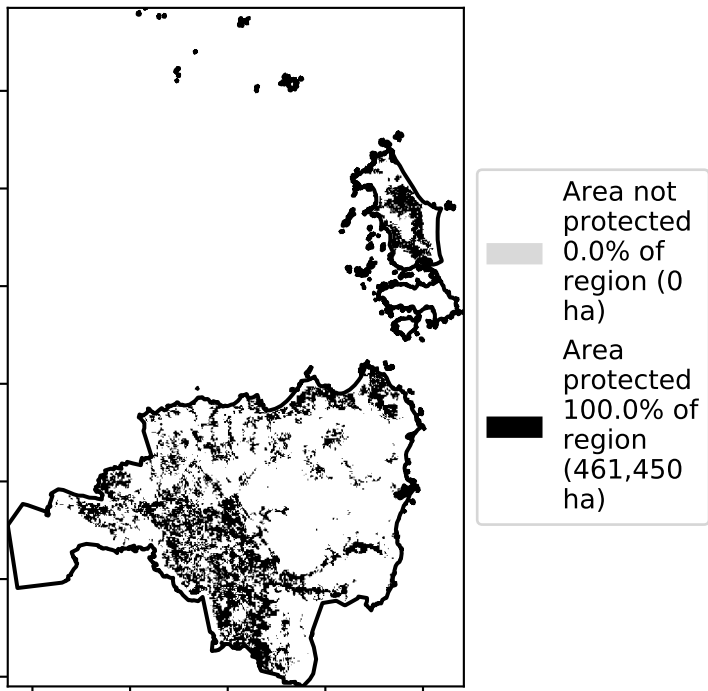 Area not
protected
0.0% of
region (0
ha)
Area
protected
100.0% of
region
(461,450
ha)